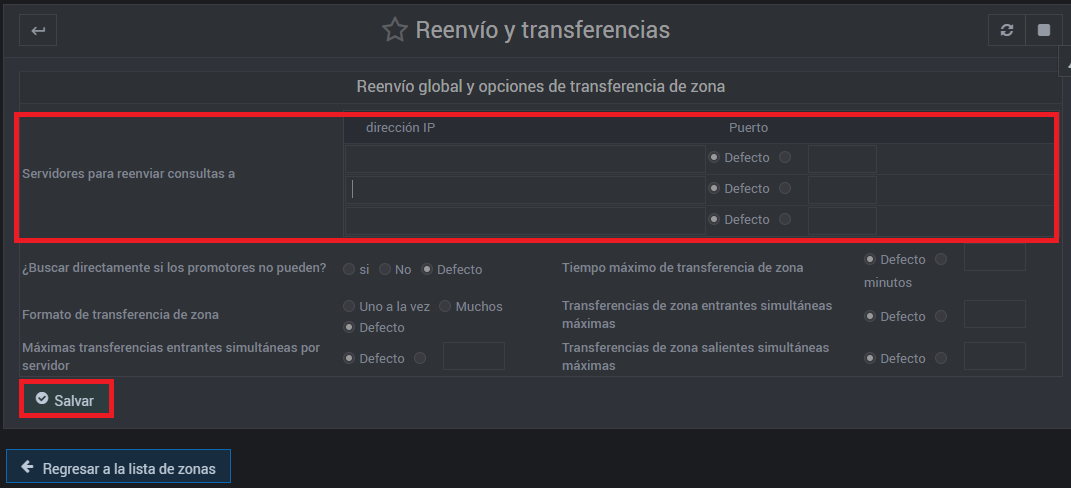 Reenvío y transferencias
Reenvío global y opciones de transferencia de zona
dirección IP Puerto
Servidores para reenviar consultas a
Defecto
Defecto
Defecto
¿Buscar directamente si los promotores no pueden? si No Defecto
Tiempo máximo de transferencia de zona Defecto
minutos
Formato de transferencia de zona Uno a la vez Muchos
Defecto
Transferencias de zona entrantes simultáneas
máximas Defecto
Máximas transferencias entrantes simultáneas por
servidor Defecto
Transferencias de zona salientes simultáneas
máximas Defecto
Salvar
Regresar a la lista de zonas